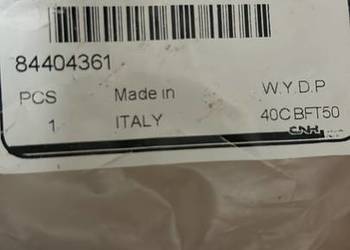 84404361
PCS Made in W.Y.D.P
1 ITALY 40C BFT50
CNH